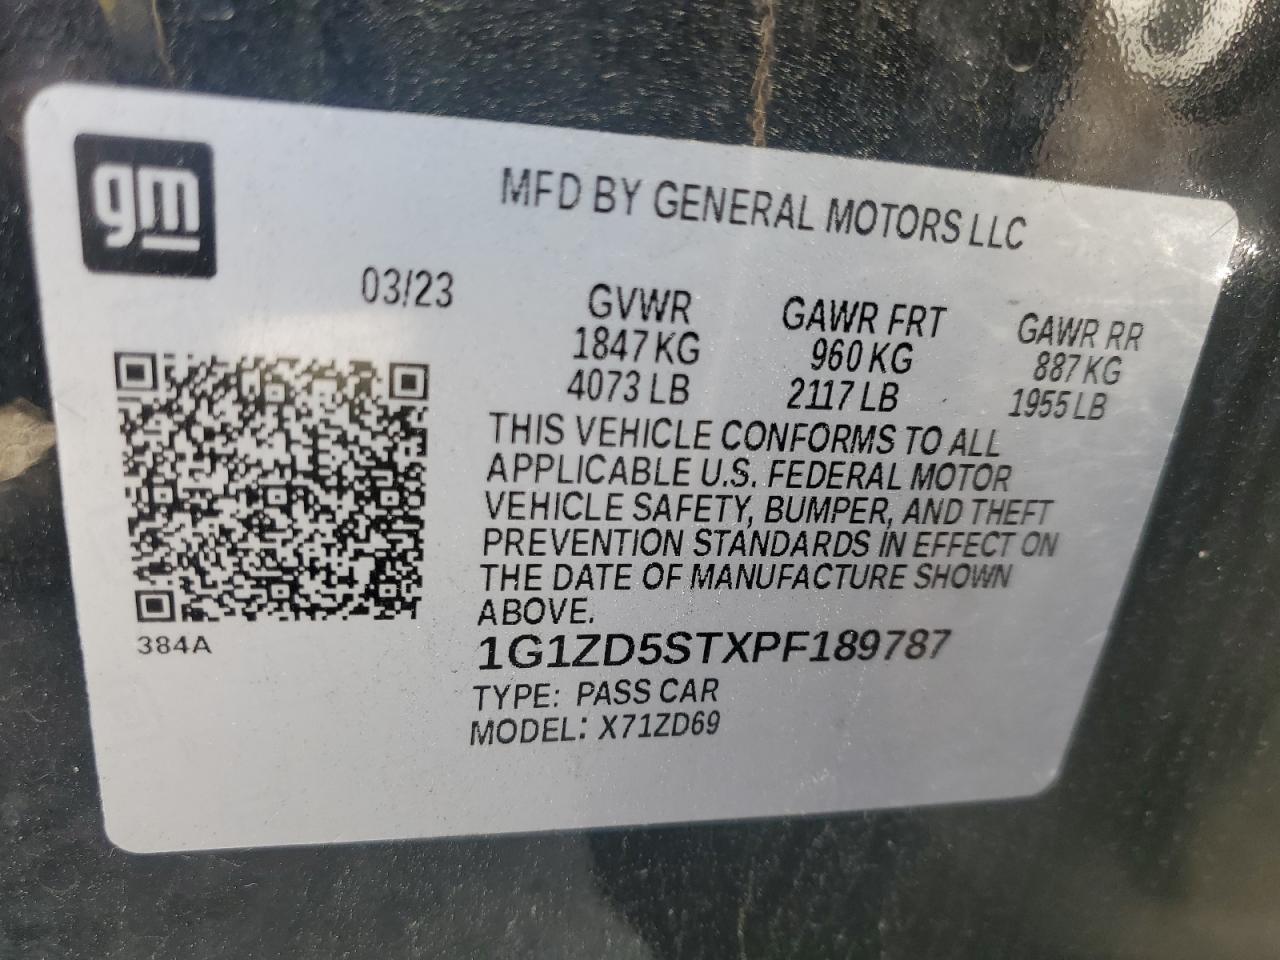 gm
MFD BY GENERAL MOTORS LLC
03/23
GVWR GAWR FRT GAWR RR
1847 KG 960 KG 887 KG
4073 LB 2117 LB 1955 LB
THIS VEHICLE CONFORMS TO ALL
APPLICABLE U.S. FEDERAL MOTOR
VEHICLE SAFETY, BUMPER, AND THEFT
PREVENTION STANDARDS IN EFFECT ON
THE DATE OF MANUFACTURE SHOWN
ABOVE.
384A
1G1ZD5STXPF189787
TYPE: PASS CAR
MODEL: X71ZD69